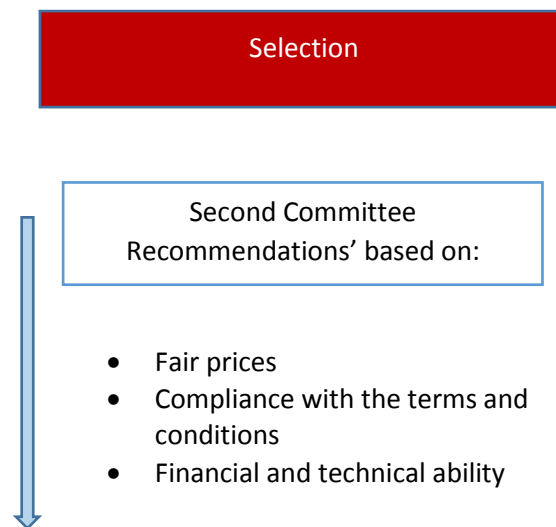 Selection
Second Committee
Recommendations’ based on:
• Fair prices
• Compliance with the terms and
conditions
• Financial and technical ability